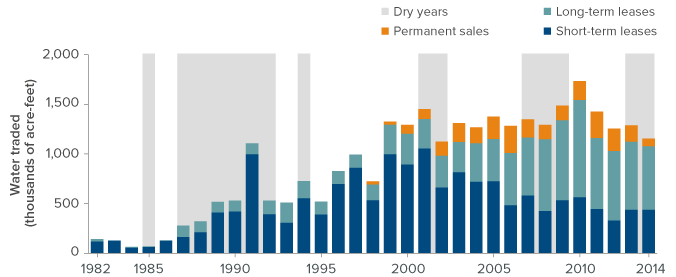 Dry years
Long-term leases
Permanent sales
Short-term leases
Water traded
(thousands of acre-feet)
2,000
1,500
1,000
500
0
1982
1985
1990
1995
2000
2005
2010
2014